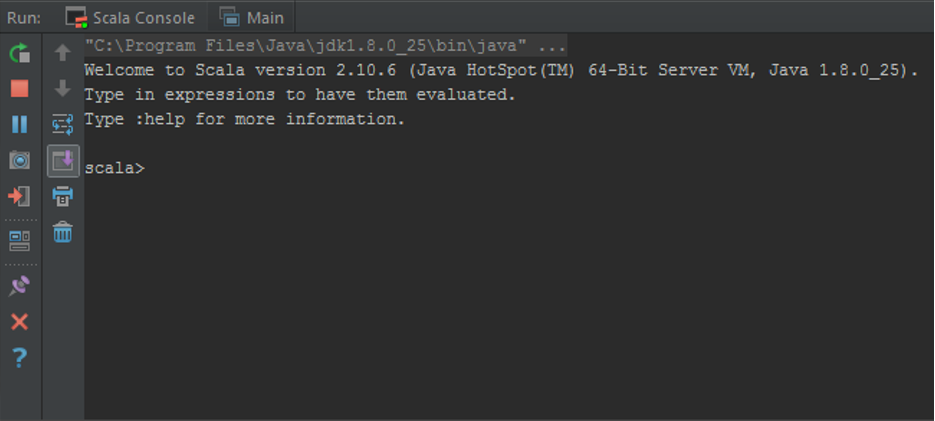 Run: Scala Console Main
"C:\Program Files\Java\jdk1.8.0_25\bin\java" ...
Welcome to Scala version 2.10.6 (Java HotSpot(TM) 64-Bit Server VM, Java 1.8.0_25).
Type in expressions to have them evaluated.
Type :help for more information.
scala>